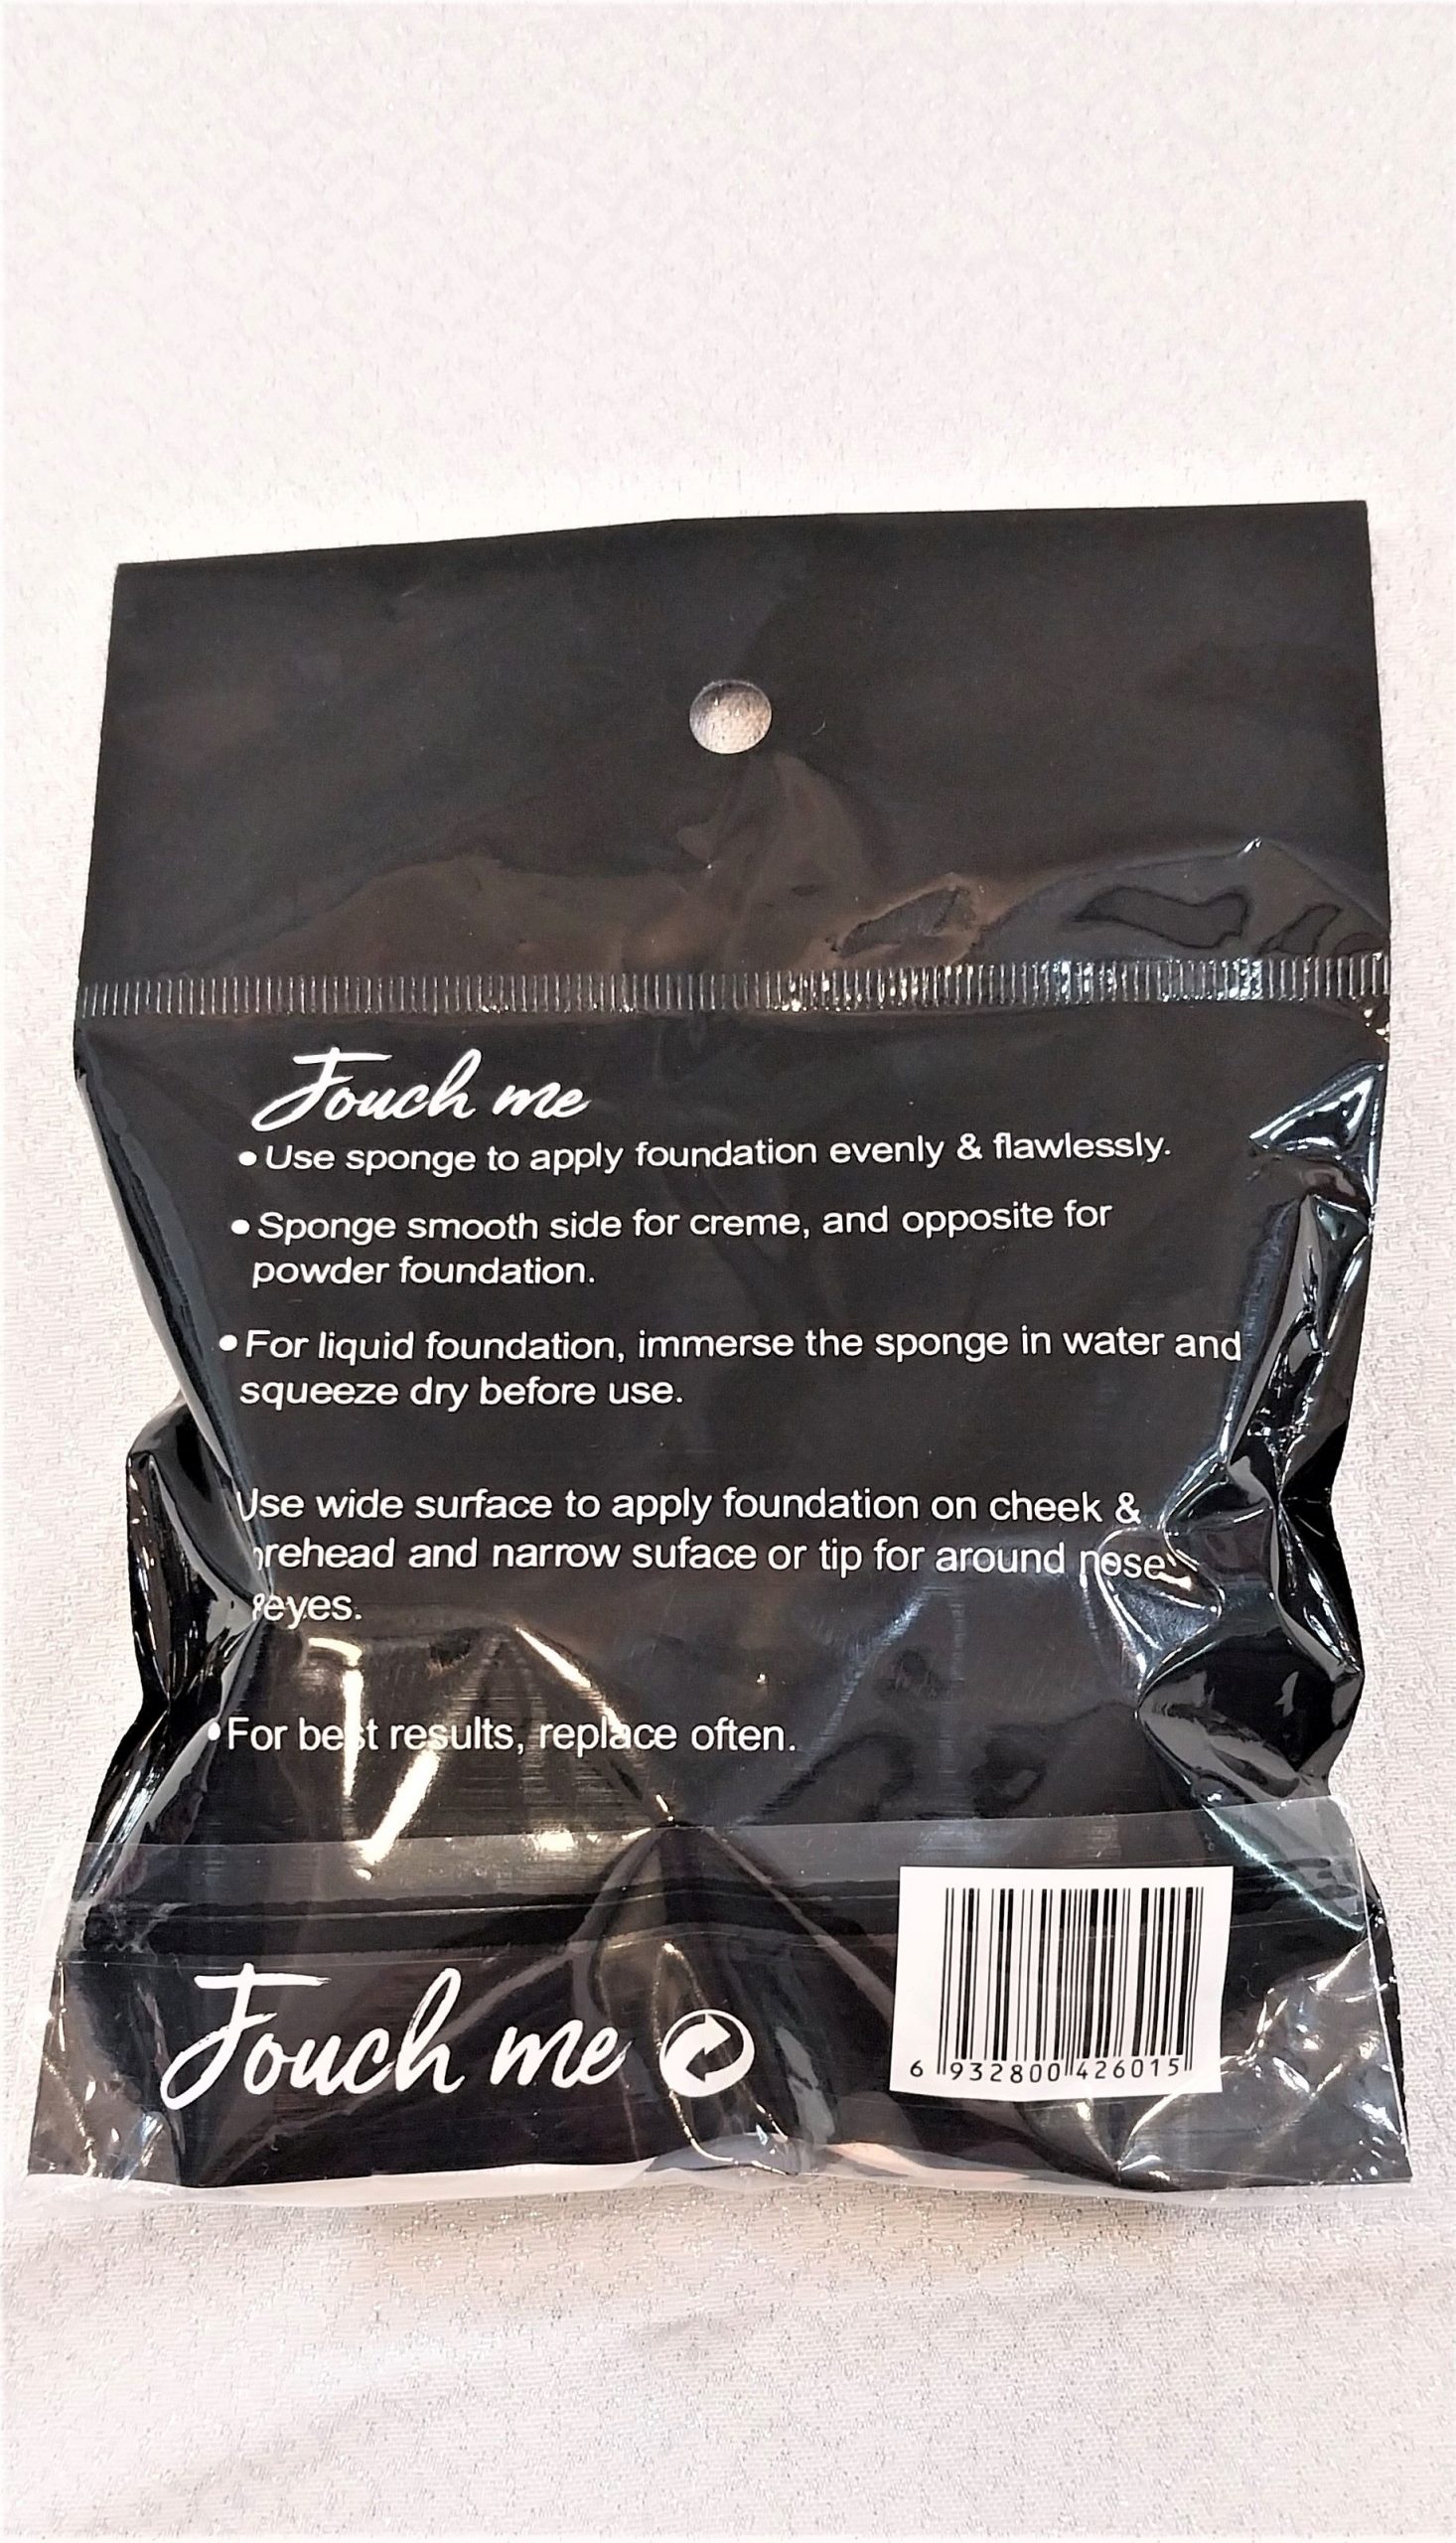 Touch me
• Use sponge to apply foundation evenly & flawlessly.
• Sponge smooth side for creme, and opposite for
powder foundation.
• For liquid foundation, immerse the sponge in water and
squeeze dry before use.
Use wide surface to apply foundation on cheek &
orehead and narrow suface or tip for around nose
&eyes.
• For best results, replace often.
Touch me
6 932800 426015